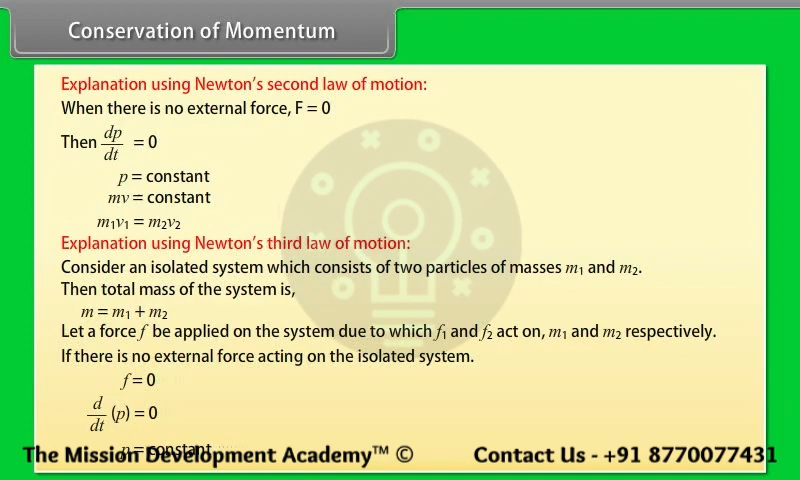 Conservation of Momentum
Explanation using Newton's second law of motion:
When there is no external force, F = 0
Then dp/dt = 0
p = constant
mv = constant
m₁v₁ = m₂v₂
Explanation using Newton's third law of motion:
Consider an isolated system which consists of two particles of masses m₁ and m₂.
Then total mass of the system is,
m = m₁ + m₂
Let a force f be applied on the system due to which f₁ and f₂ act on, m₁ and m₂ respectively.
If there is no external force acting on the isolated system.
f = 0
d/dt (p) = 0
p = constant
The Mission Development Academy™ © Contact Us - +91 8770077431